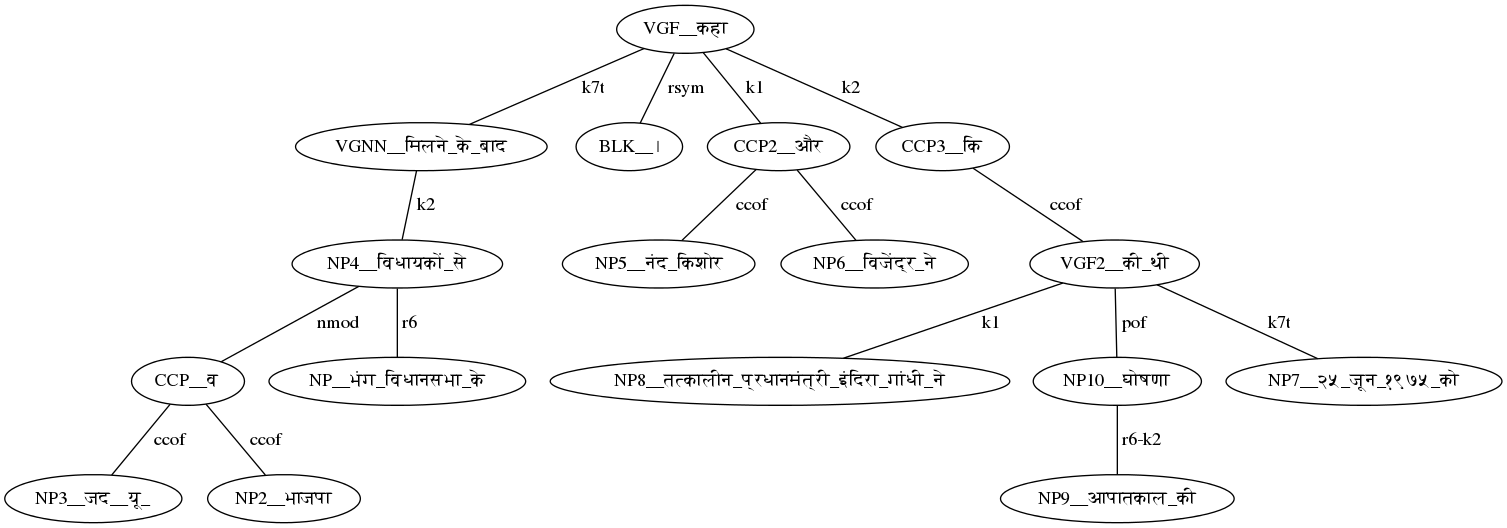 VGF__कहा
k7t rsym k1 k2
VGNN__मिलने_के_बाद BLK__। CCP2__और CCP3__कि
k2 ccof ccof ccof
NP4__विधायकों_से NP5__नंद_किशोर NP6__विजेंद्र_ने VGF2__की_थी
nmod r6 k1 pof k7t
CCP__व NP__भंग_विधानसभा_के NP8__तत्कालीन_प्रधानमंत्री_इंदिरा_गांधी_ने NP10__घोषणा NP7__२५_जून_१९७५_को
ccof ccof r6-k2
NP3__जद__यू_ NP2__भाजपा NP9__आपातकाल_की